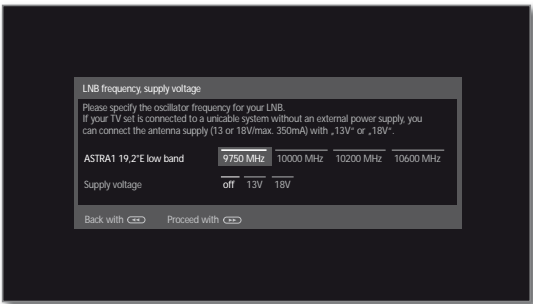 LNB frequency, supply voltage
Please specify the oscillator frequency for your LNB.
If your TV set is connected to a unicable system without an external power supply, you
can connect the antenna supply (13 or 18V/max. 350mA) with „13V“ or „18V“.
ASTRA1 19,2°E low band 9750 MHz 10000 MHz 10200 MHz 10600 MHz
Supply voltage off 13V 18V
Back with Proceed with